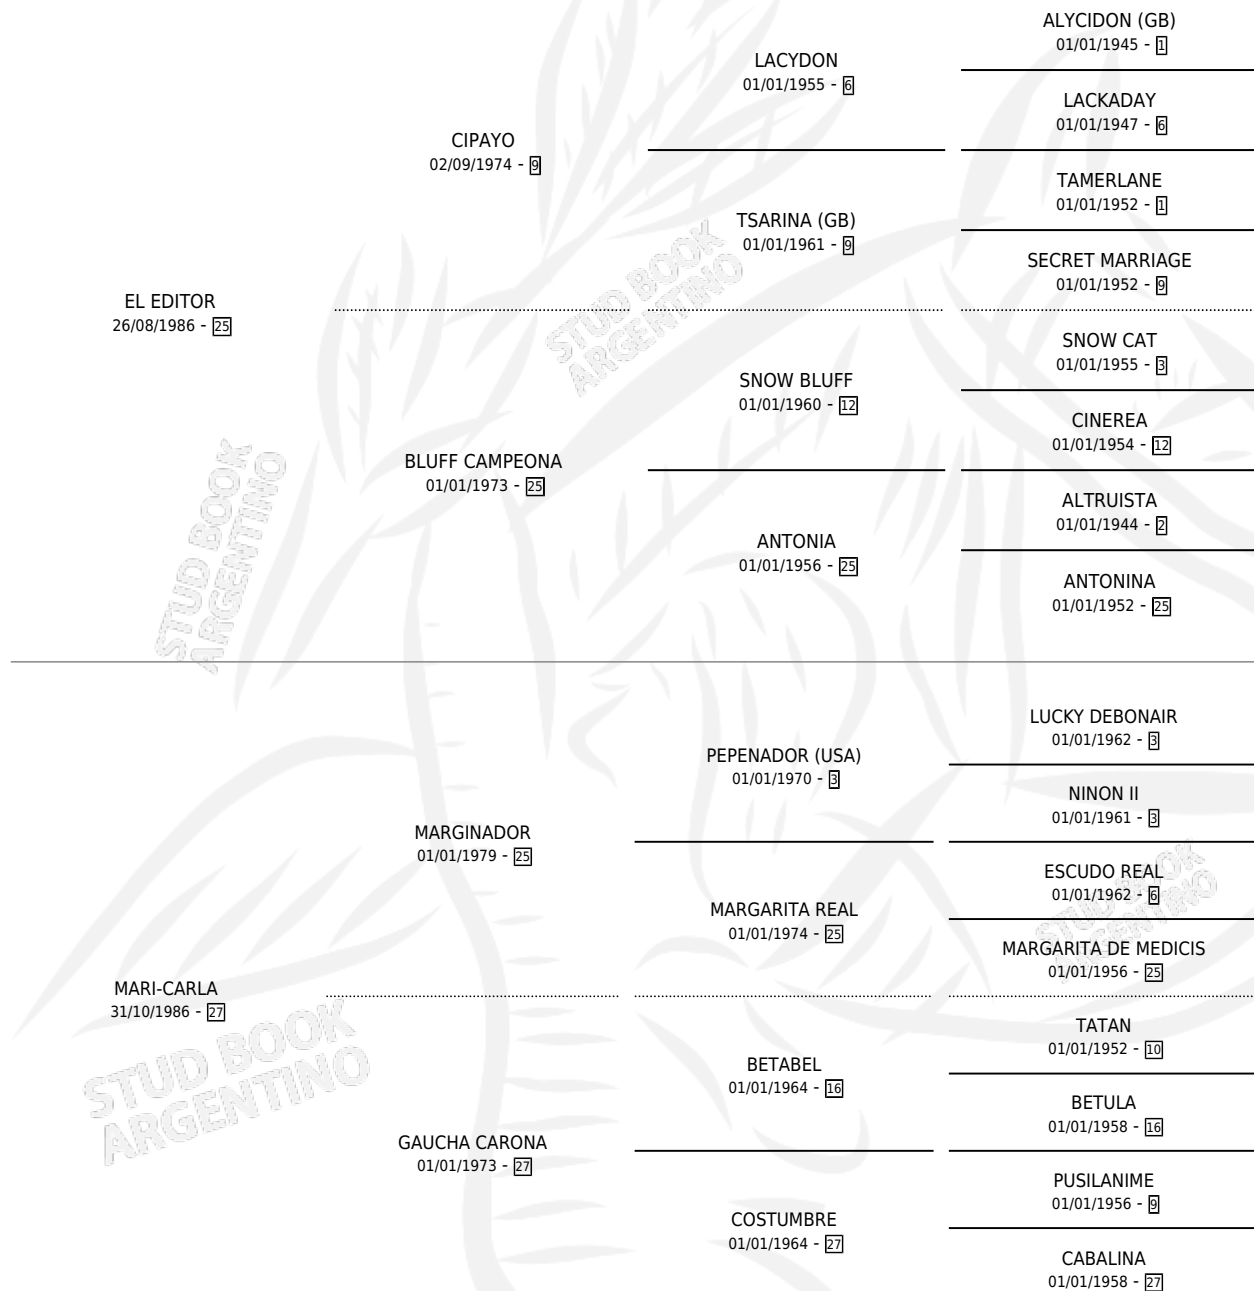 ALYCIDON (GB)
01/01/1945 - 1
LACYDON
01/01/1955 - 6
LACKADAY
01/01/1947 - 6
CIPAYO
02/09/1974 - 9
TAMERLANE
01/01/1952 - 1
TSARINA (GB)
01/01/1961 - 9
SECRET MARRIAGE
01/01/1952 - 9
EL EDITOR
26/08/1986 - 25
STUD BOOK
ARGENTINO
SNOW CAT
01/01/1955 - 3
SNOW BLUFF
01/01/1960 - 12
CINEREA
01/01/1954 - 12
BLUFF CAMPEONA
01/01/1973 - 25
ALTRUISTA
01/01/1944 - 2
ANTONIA
01/01/1956 - 25
ANTONINA
01/01/1952 - 25
STUD BOOK
ARGENTINO
LUCKY DEBONAIR
01/01/1962 - 3
PEPENADOR (USA)
01/01/1970 - 3
NINON II
01/01/1961 - 3
MARGINADOR
01/01/1979 - 25
ESCUDO REAL
01/01/1962 - 6
MARGARITA REAL
01/01/1974 - 25
MARGARITA DE MEDICIS
01/01/1956 - 25
STUD BOOK
ARGENTINO
MARI-CARLA
31/10/1986 - 27
TATAN
01/01/1952 - 10
BETABEL
01/01/1964 - 16
BETULA
01/01/1958 - 16
STUD BOOK
ARGENTINO
GAUCHA CARONA
01/01/1973 - 27
PUSILANIME
01/01/1956 - 9
COSTUMBRE
01/01/1964 - 27
CABALINA
01/01/1958 - 27